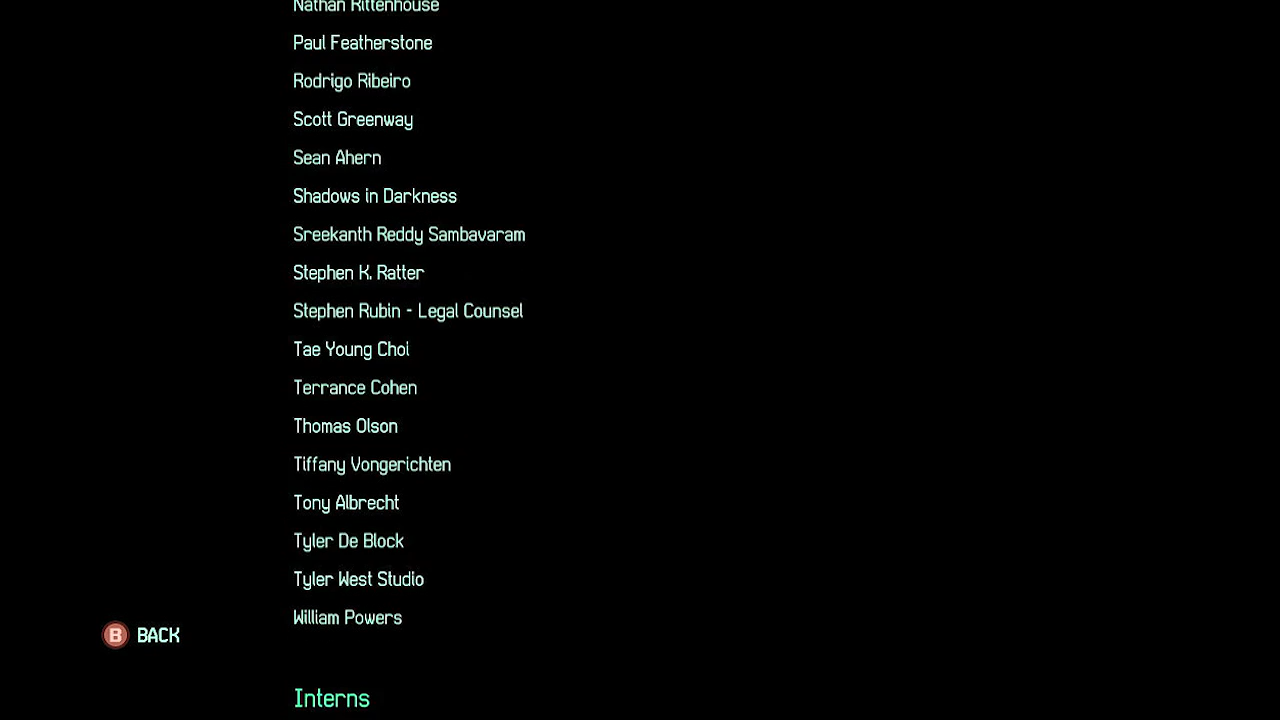 Nathan Rittenhouse
Paul Featherstone
Rodrigo Ribeiro
Scott Greenway
Sean Ahern
Shadows in Darkness
Sreekanth Reddy Sambavaram
Stephen K. Ratter
Stephen Rubin - Legal Counsel
Tae Young Choi
Terrance Cohen
Thomas Olson
Tiffany Vongerichten
Tony Albrecht
Tyler De Block
Tyler West Studio
William Powers
B BACK
Interns